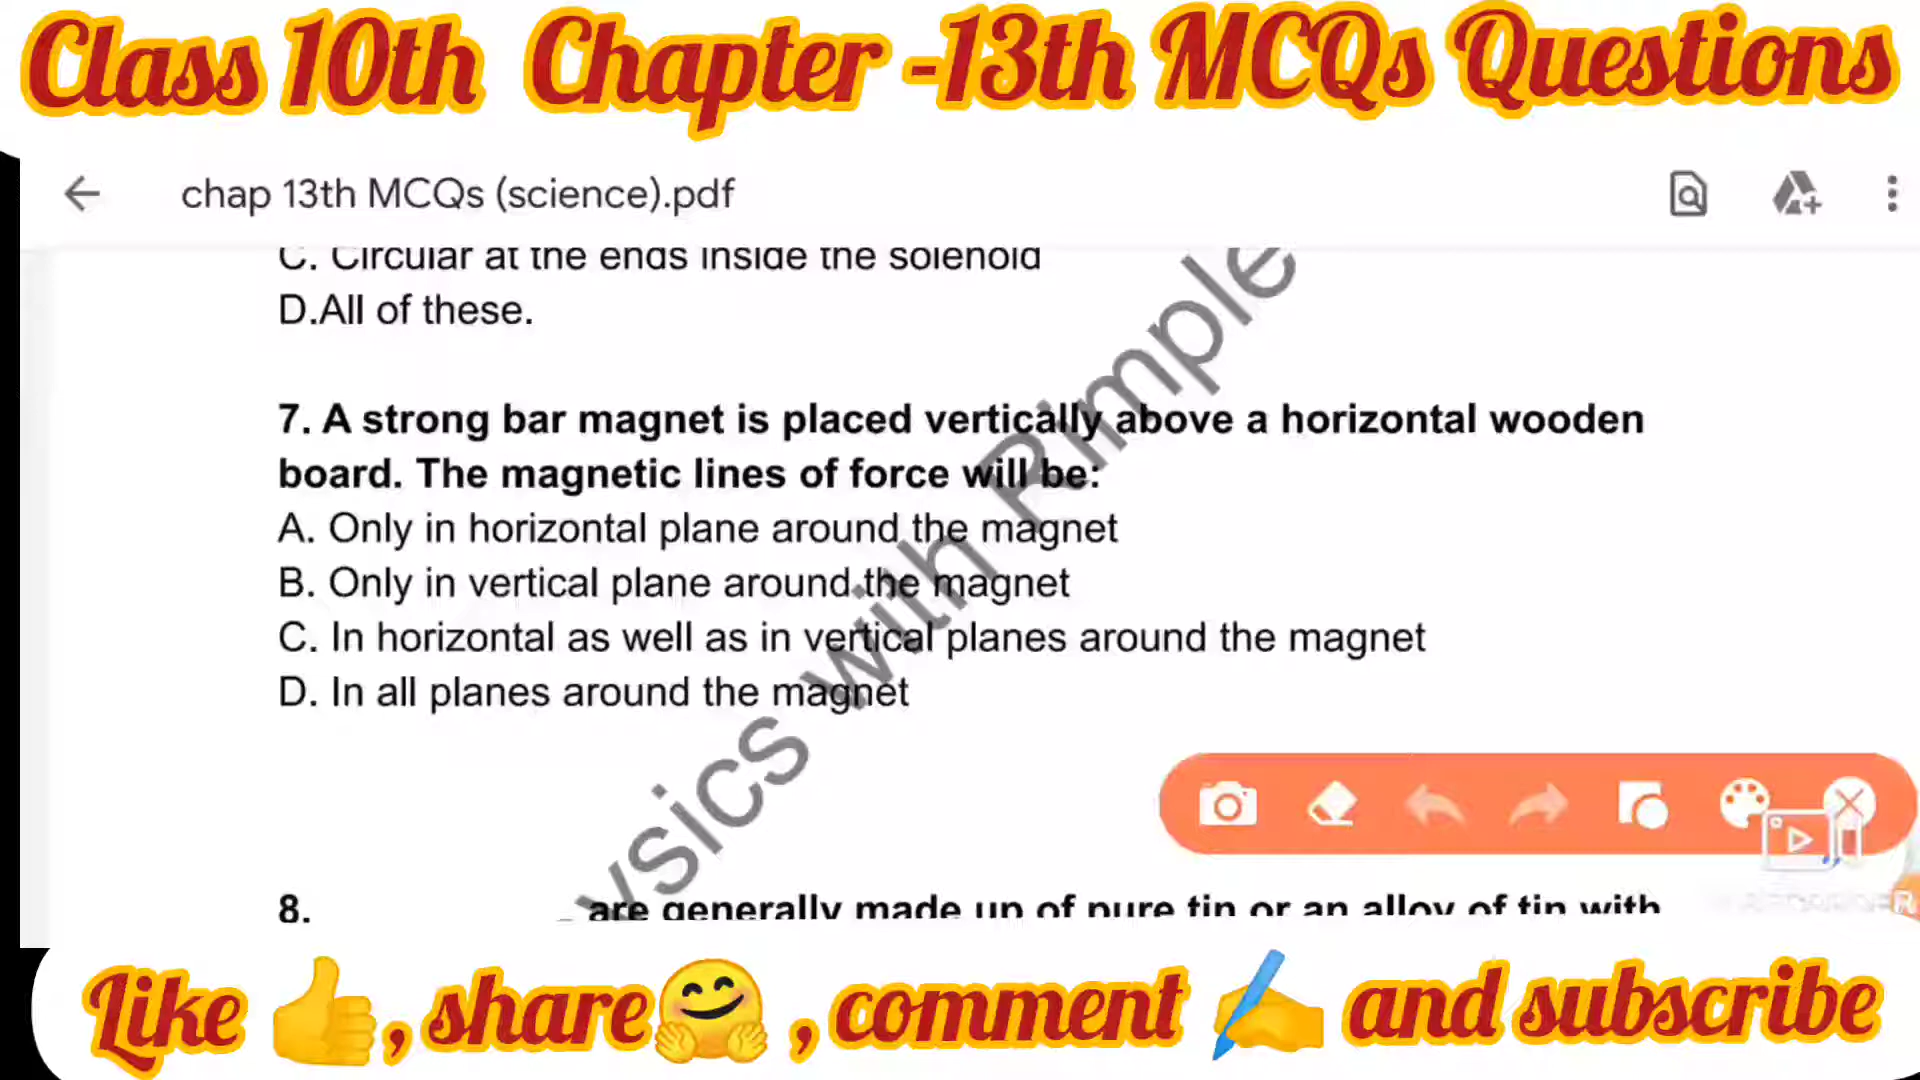 Class 10th Chapter -13th MCQs Questions
chap 13th MCQs (science).pdf
C. Circular at the ends inside the solenoid
D.All of these.
7. A strong bar magnet is placed vertically above a horizontal wooden
board. The magnetic lines of force will be:
A. Only in horizontal plane around the magnet
B. Only in vertical plane around the magnet
C. In horizontal as well as in vertical planes around the magnet
D. In all planes around the magnet
ysics with Rimple
8. are generally made up of pure tin or an alloy of tin with
Like 👍, share🤗, comment ✍ and subscribe